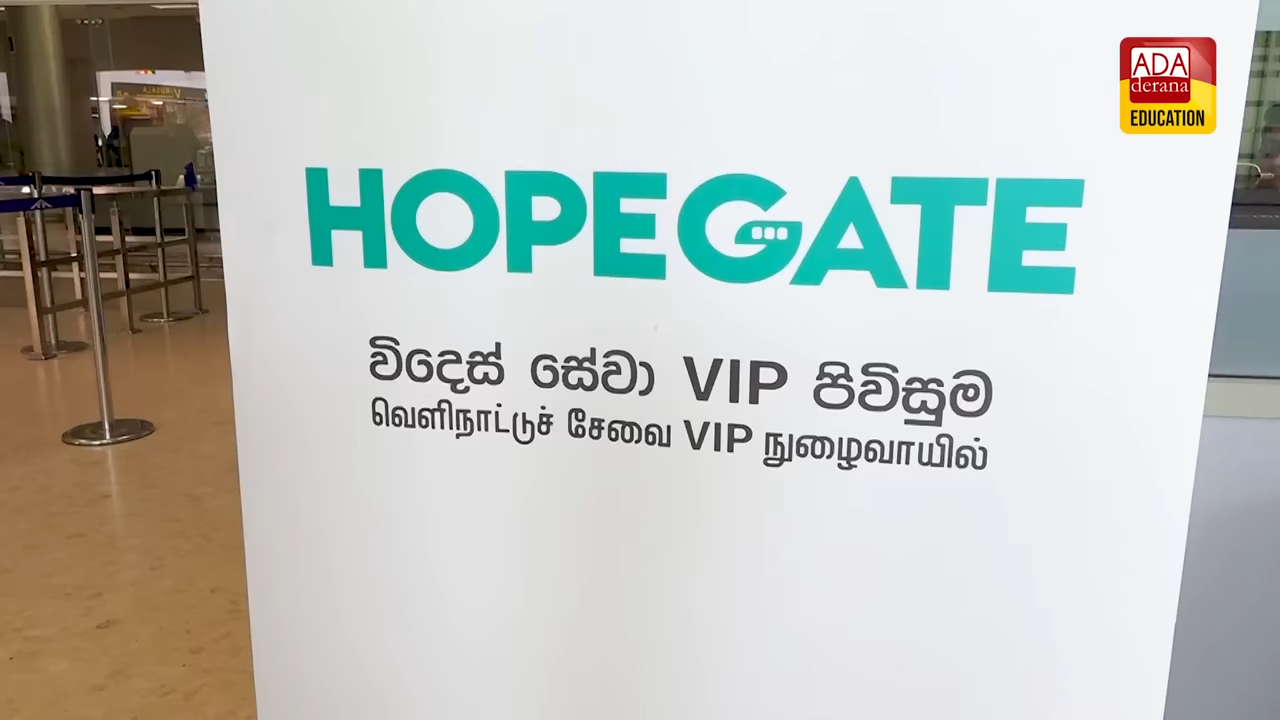 ADA
derana
EDUCATION
HOPEGATE
විදෙස් සේවා VIP පිවිසුම
வெளிநாட்டுச் சேவை VIP நுழைவாயில்